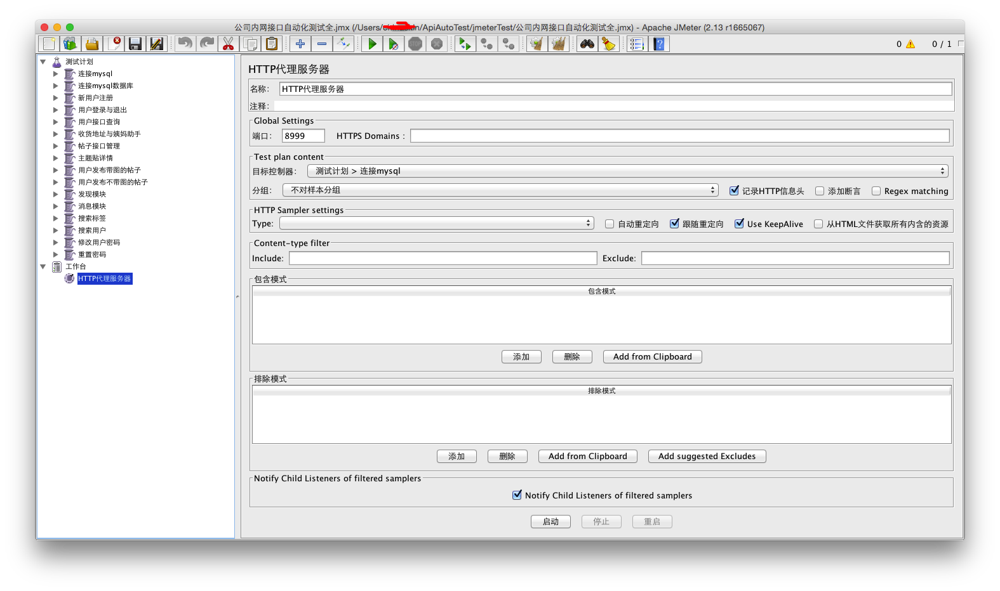 公司内网接口自动化测试全.jmx (/Users/ /ApiAutoTest/jmeterTest/公司内网接口自动化测试全.jmx) - Apache JMeter (2.13 r1665067)
0 0 / 1
测试计划
连接mysql
连接mysql数据库
新用户注册
用户登录与退出
用户接口查询
收货地址与姨妈助手
帖子接口管理
主题贴详情
用户发布带图的帖子
用户发布不带图的帖子
发现模块
消息模块
搜索标签
搜索用户
修改用户密码
重置密码
工作台
HTTP代理服务器
HTTP代理服务器
名称： HTTP代理服务器
注释：
Global Settings
端口： 8999 HTTPS Domains :
Test plan content
目标控制器： 测试计划 > 连接mysql
分组： 不对样本分组 记录HTTP信息头 添加断言 Regex matching
HTTP Sampler settings
Type: 自动重定向 跟随重定向 Use KeepAlive 从HTML文件获取所有内含的资源
Content-type filter
Include: Exclude:
包含模式
包含模式
添加 删除 Add from Clipboard
排除模式
排除模式
添加 删除 Add from Clipboard Add suggested Excludes
Notify Child Listeners of filtered samplers
Notify Child Listeners of filtered samplers
启动 停止 重启